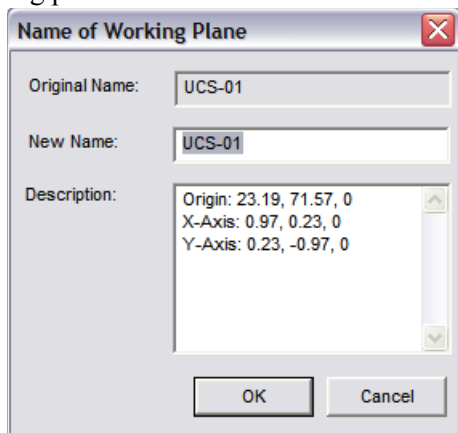 Name of Working Plane
Original Name: UCS-01
New Name: UCS-01
Description: Origin: 23.19, 71.57, 0
X-Axis: 0.97, 0.23, 0
Y-Axis: 0.23, -0.97, 0
OK Cancel